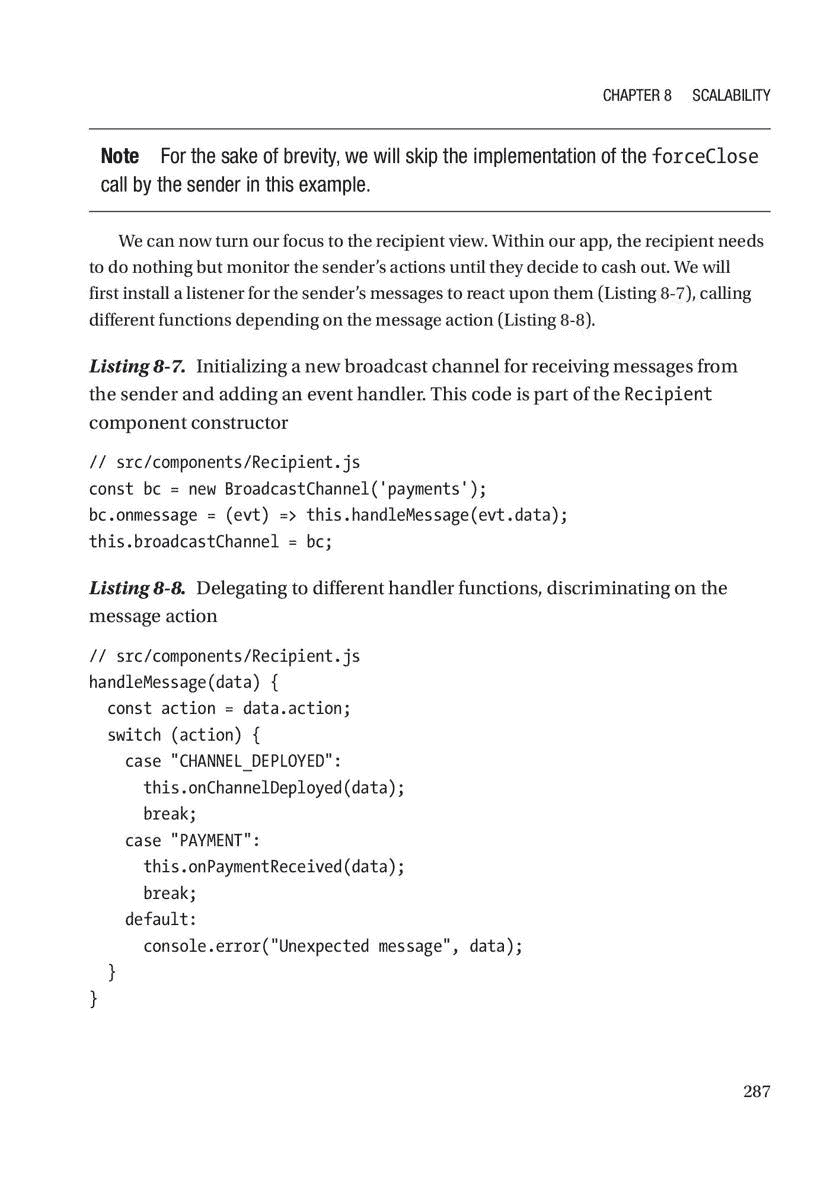 CHAPTER 8 SCALABILITY
Note For the sake of brevity, we will skip the implementation of the forceClose
call by the sender in this example.
We can now turn our focus to the recipient view. Within our app, the recipient needs
to do nothing but monitor the sender’s actions until they decide to cash out. We will
first install a listener for the sender’s messages to react upon them (Listing 8-7), calling
different functions depending on the message action (Listing 8-8).
Listing 8-7. Initializing a new broadcast channel for receiving messages from
the sender and adding an event handler. This code is part of the Recipient
component constructor
// src/components/Recipient.js
const bc = new BroadcastChannel('payments');
bc.onmessage = (evt) => this.handleMessage(evt.data);
this.broadcastChannel = bc;
Listing 8-8. Delegating to different handler functions, discriminating on the
message action
// src/components/Recipient.js
handleMessage(data) {
  const action = data.action;
  switch (action) {
    case "CHANNEL_DEPLOYED":
      this.onChannelDeployed(data);
      break;
    case "PAYMENT":
      this.onPaymentReceived(data);
      break;
    default:
      console.error("Unexpected message", data);
  }
}
287